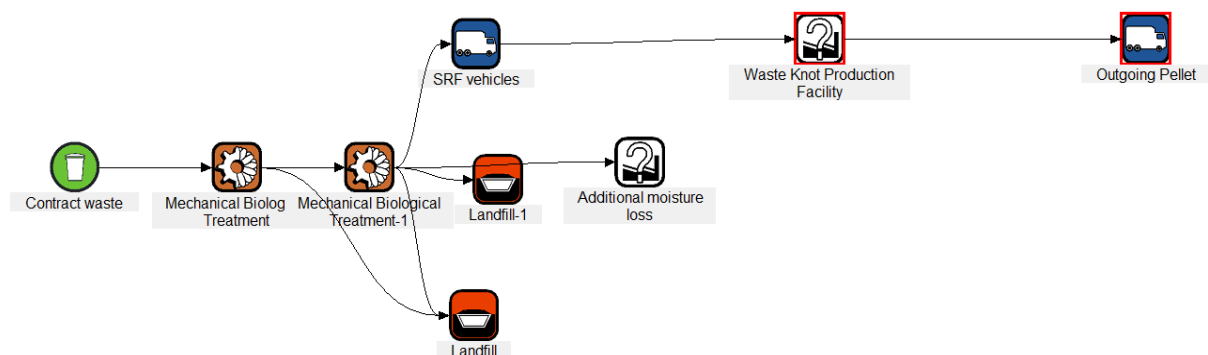 SRF vehicles
Waste Knot Production
Facility
Outgoing Pellet
Contract waste
Mechanical Biolog
Treatment
Mechanical Biological
Treatment-1
Landfill-1
Additional moisture
loss
Landfill